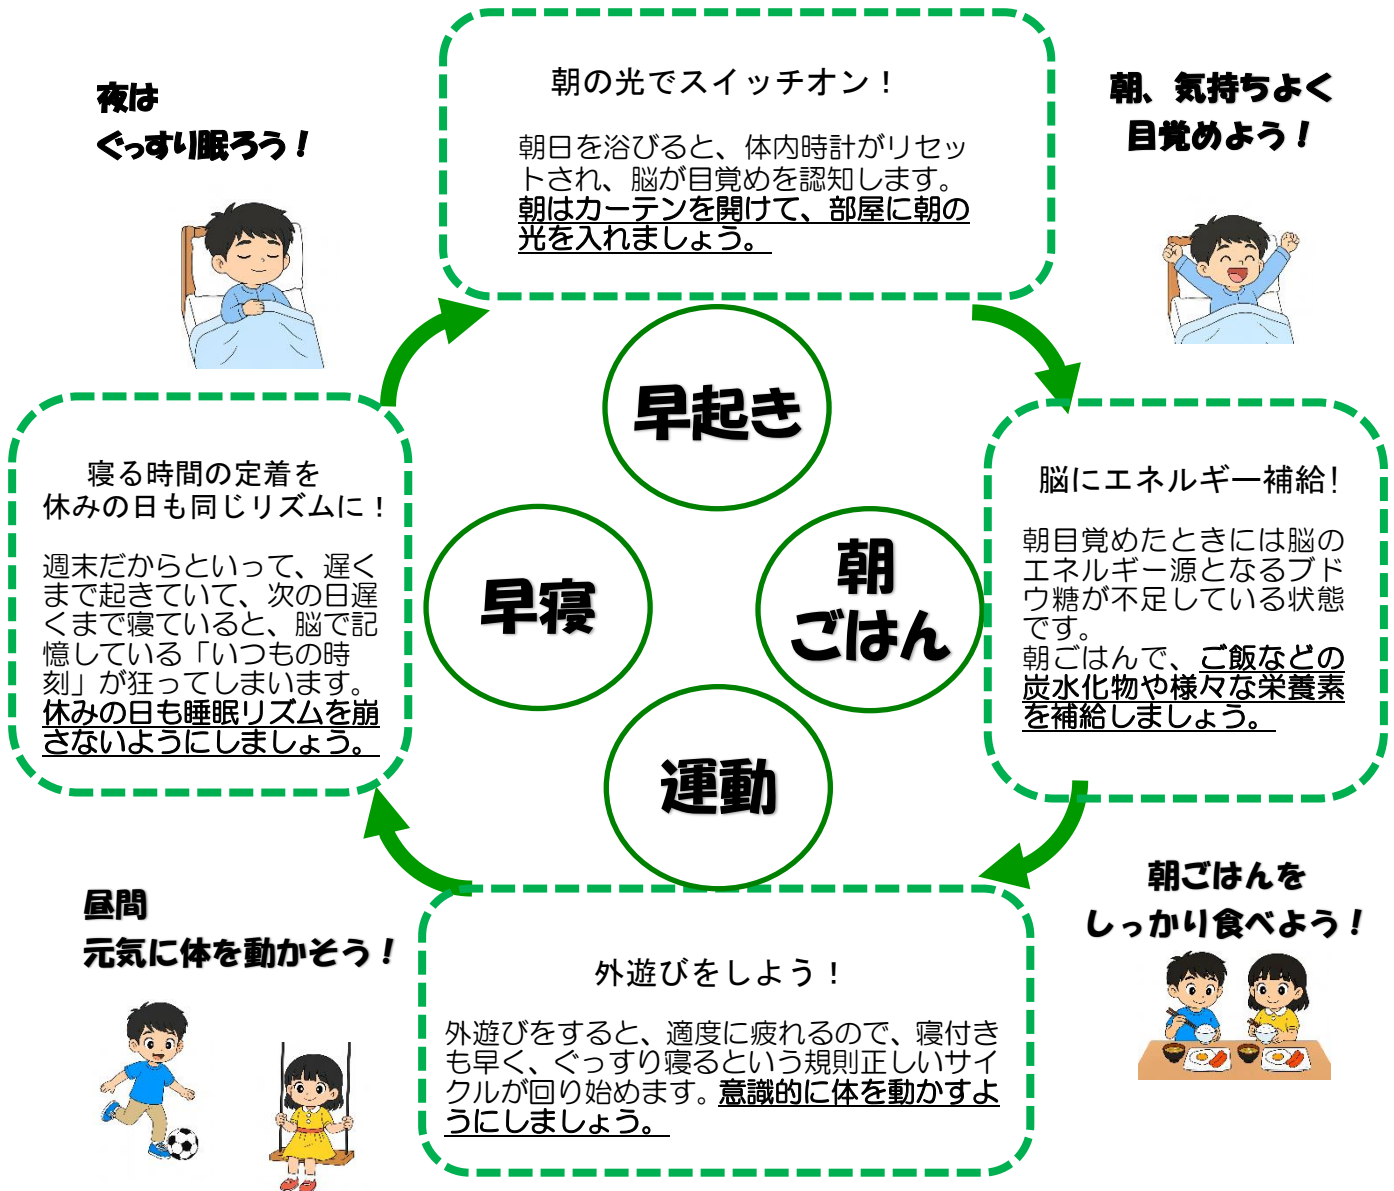 夜は
ぐっすり眠ろう！
朝の光でスイッチオン！
朝日を浴びると、体内時計がリセッ
トされ、脳が目覚めを認知します。
朝はカーテンを開けて、部屋に朝の
光を入れましょう。
朝、気持ちよく
目覚めよう！
早起き
寝る時間の定着を
休みの日も同じリズムに！
週末だからといって、遅く
まで起きていて、次の日遅
くまで寝ていると、脳で記
憶している「いつもの時
刻」が狂ってしまいます。
休みの日も睡眠リズムを崩
さないようにしましょう。
早寝
朝
ごはん
脳にエネルギー補給！
朝目覚めたときには脳の
エネルギー源となるブド
ウ糖が不足している状態
です。
朝ごはんで、ご飯などの
炭水化物や様々な栄養素
を補給しましょう。
運動
昼間
元気に体を動かそう！
外遊びをしよう！
外遊びをすると、適度に疲れるので、寝付き
も早く、ぐっすり寝るという規則正しいサイ
クルが回り始めます。意識的に体を動かすよ
うにしましょう。
朝ごはんを
しっかり食べよう！